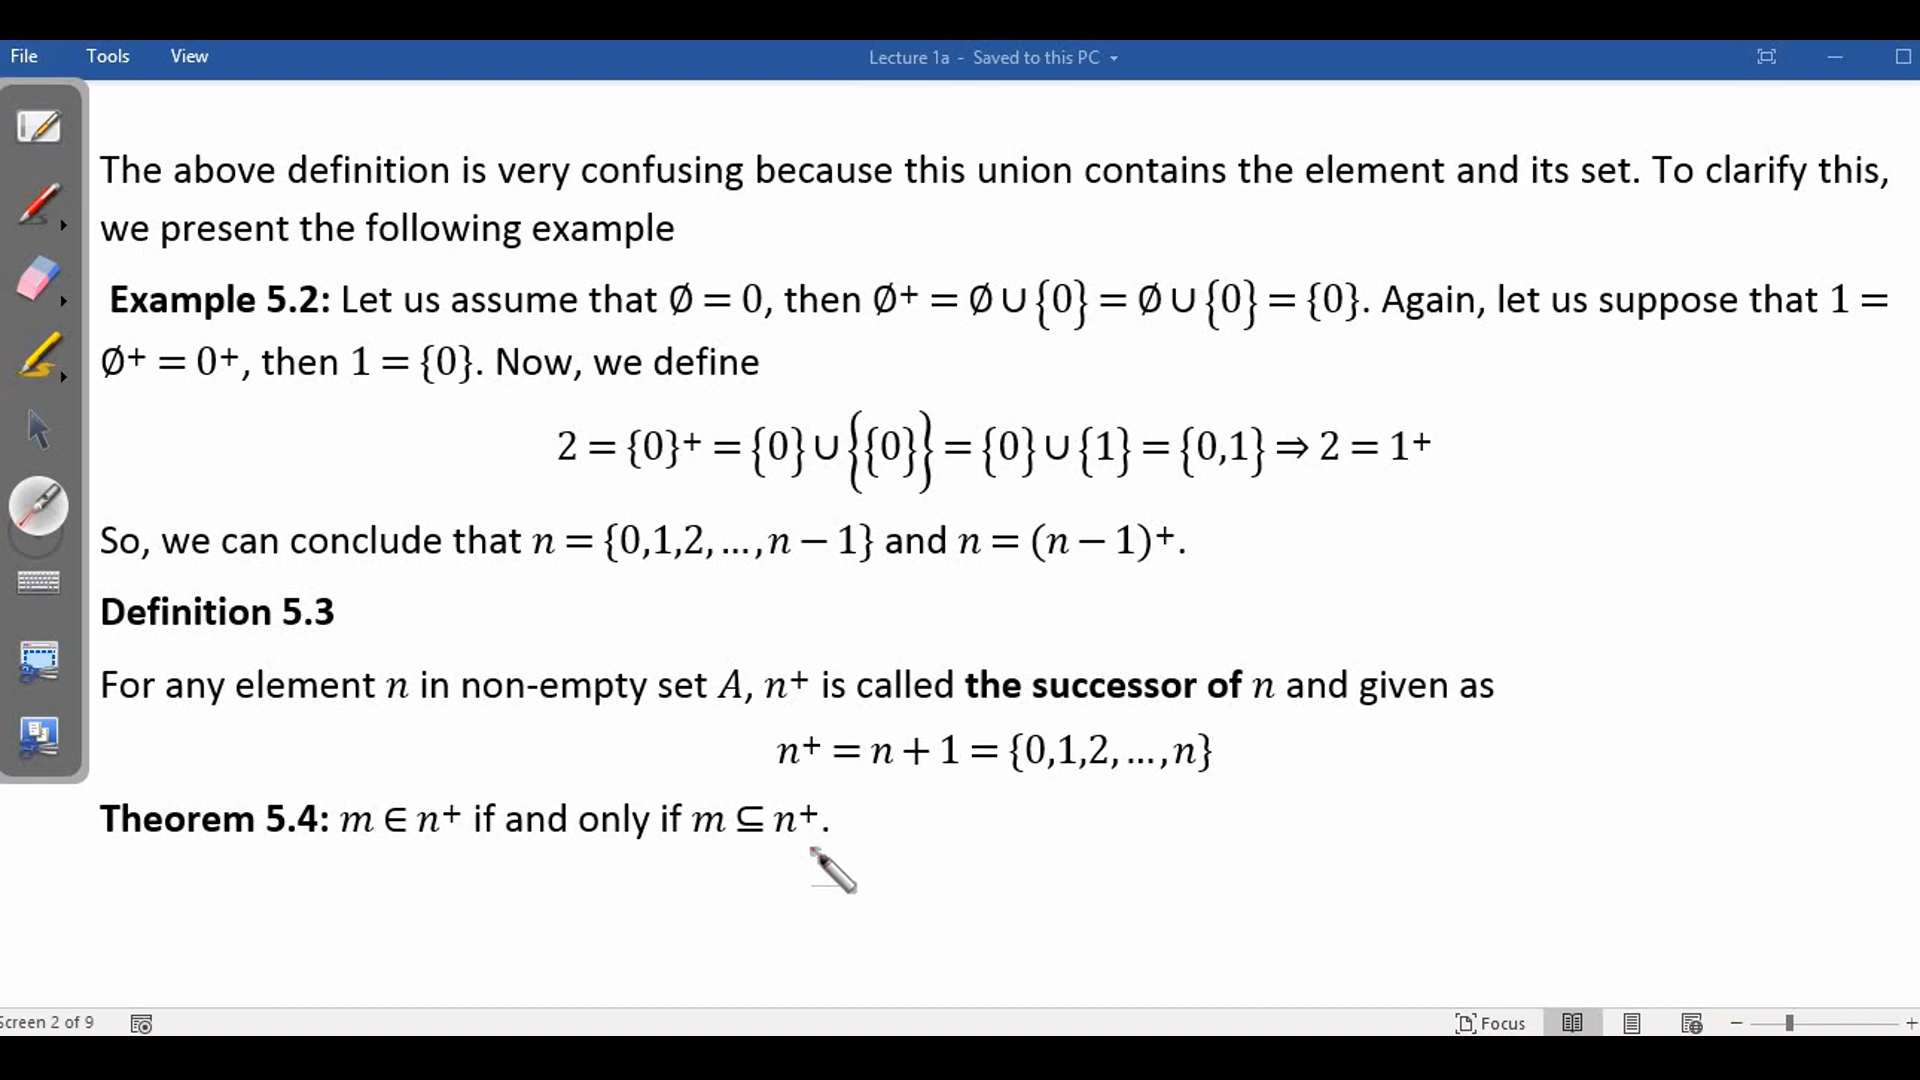 File Tools View Lecture 1a - Saved to this PC
The above definition is very confusing because this union contains the element and its set. To clarify this,
we present the following example
Example 5.2: Let us assume that ∅ = 0, then ∅⁺ = ∅ ∪ {0} = ∅ ∪ {0} = {0}. Again, let us suppose that 1 =
∅⁺ = 0⁺, then 1 = {0}. Now, we define
2 = {0}⁺ = {0} ∪ {{0}} = {0} ∪ {1} = {0,1} ⇒ 2 = 1⁺
So, we can conclude that n = {0,1,2, … , n − 1} and n = (n − 1)⁺.
Definition 5.3
For any element n in non-empty set A, n⁺ is called the successor of n and given as
n⁺ = n + 1 = {0,1,2, … , n}
Theorem 5.4: m ∈ n⁺ if and only if m ⊆ n⁺.
Screen 2 of 9 Focus